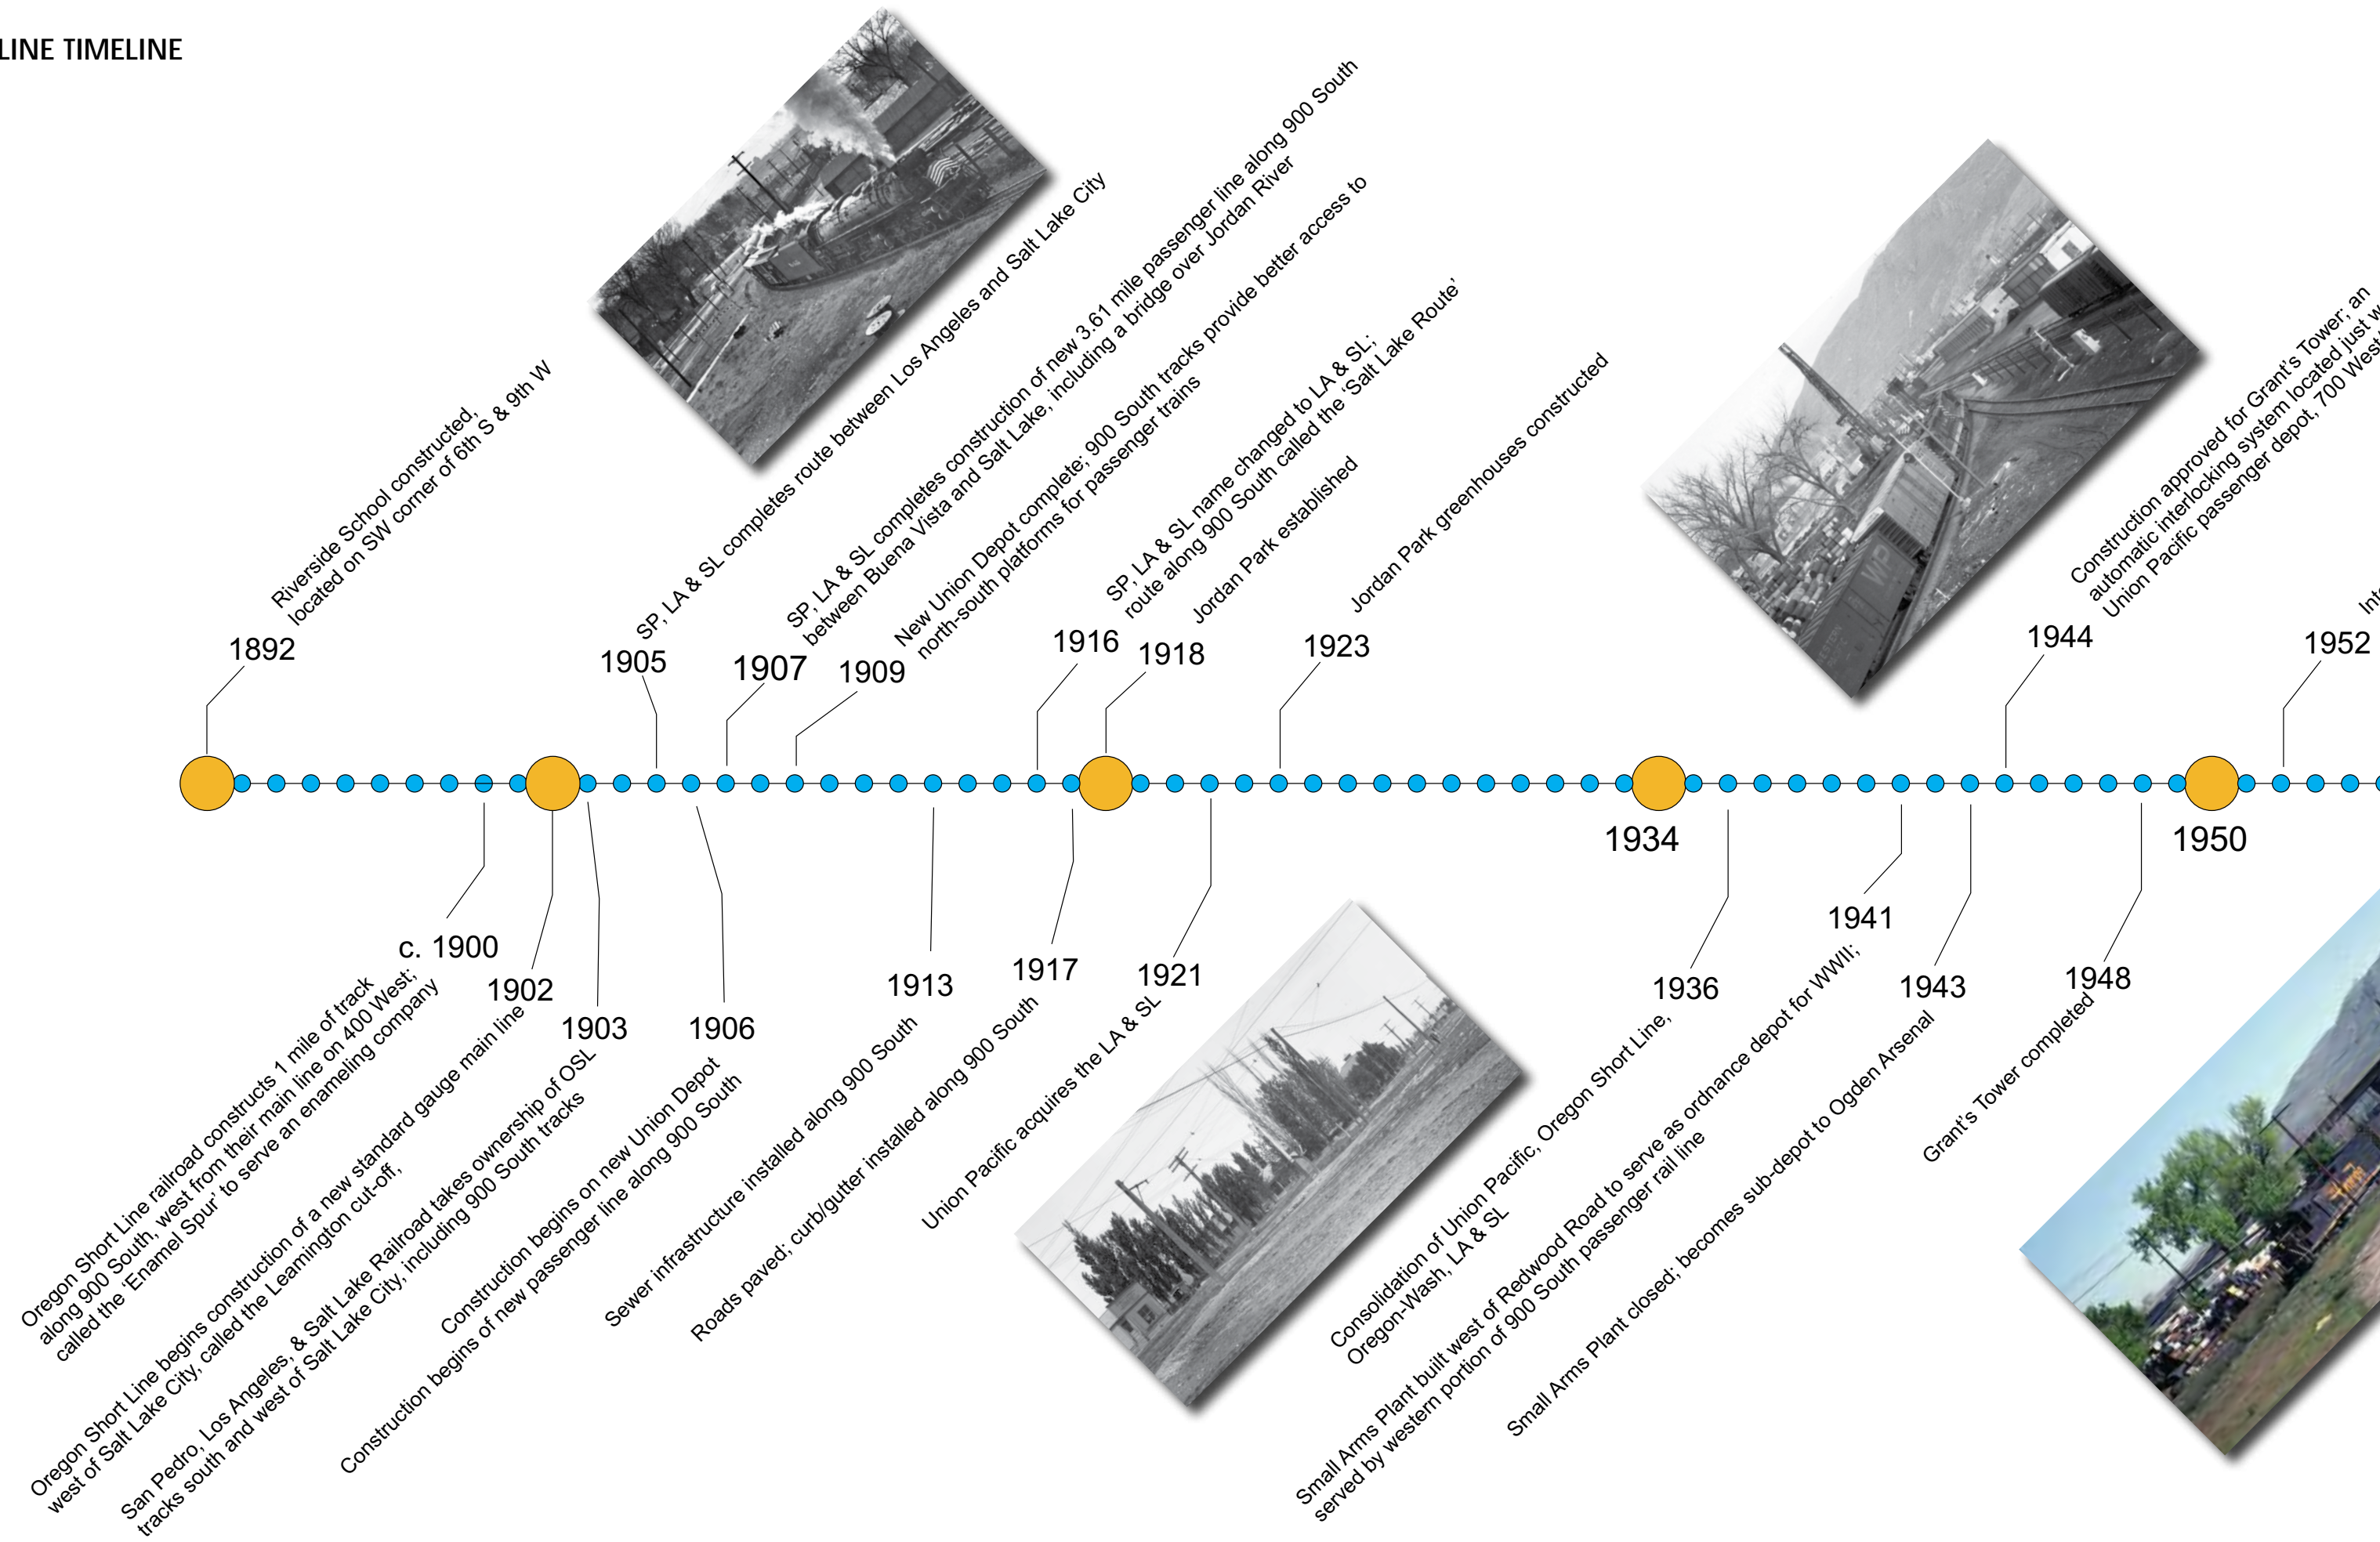 LINE TIMELINE
1892
Riverside School constructed,
located on SW corner of 6th S & 9th W
1905
SP, LA & SL completes route between Los Angeles and Salt Lake City
1907
SP, LA & SL completes construction of new 3.61 mile passenger line along 900 South
between Buena Vista and Salt Lake, including a bridge over Jordan River
1909
New Union Depot complete; 900 South tracks provide better access to
north-south platforms for passenger trains
1916
SP, LA & SL name changed to LA & SL;
route along 900 South called the ‘Salt Lake Route’
1918
Jordan Park established
1923
Jordan Park greenhouses constructed
1944
Construction approved for Grant’s Tower; an
automatic interlocking system located just
Union Pacific passenger depot, 700 West
1952
1934
1950
c. 1900
Oregon Short Line railroad constructs 1 mile of track
along 900 South, west from their main line on 400 West;
called the ‘Enamel Spur’ to serve an enameling company
1902
Oregon Short Line begins construction of a new standard gauge main line
west of Salt Lake City, called the Leamington cut-off,
1903
San Pedro, Los Angeles, & Salt Lake Railroad takes ownership of OSL
tracks south and west of Salt Lake City, including 900 South tracks
1906
Construction begins on new Union Depot
Construction begins of new passenger line along 900 South
1913
Sewer infrastructure installed along 900 South
1917
Roads paved; curb/gutter installed along 900 South
1921
Union Pacific acquires the LA & SL
1936
Consolidation of Union Pacific, Oregon Short Line,
Oregon-Wash, LA & SL
1941
Small Arms Plant built west of Redwood Road to serve as ordnance depot for WWII;
served by western portion of 900 South passenger rail line
1943
Small Arms Plant closed; becomes sub-depot to Ogden Arsenal
1948
Grant’s Tower completed
WP